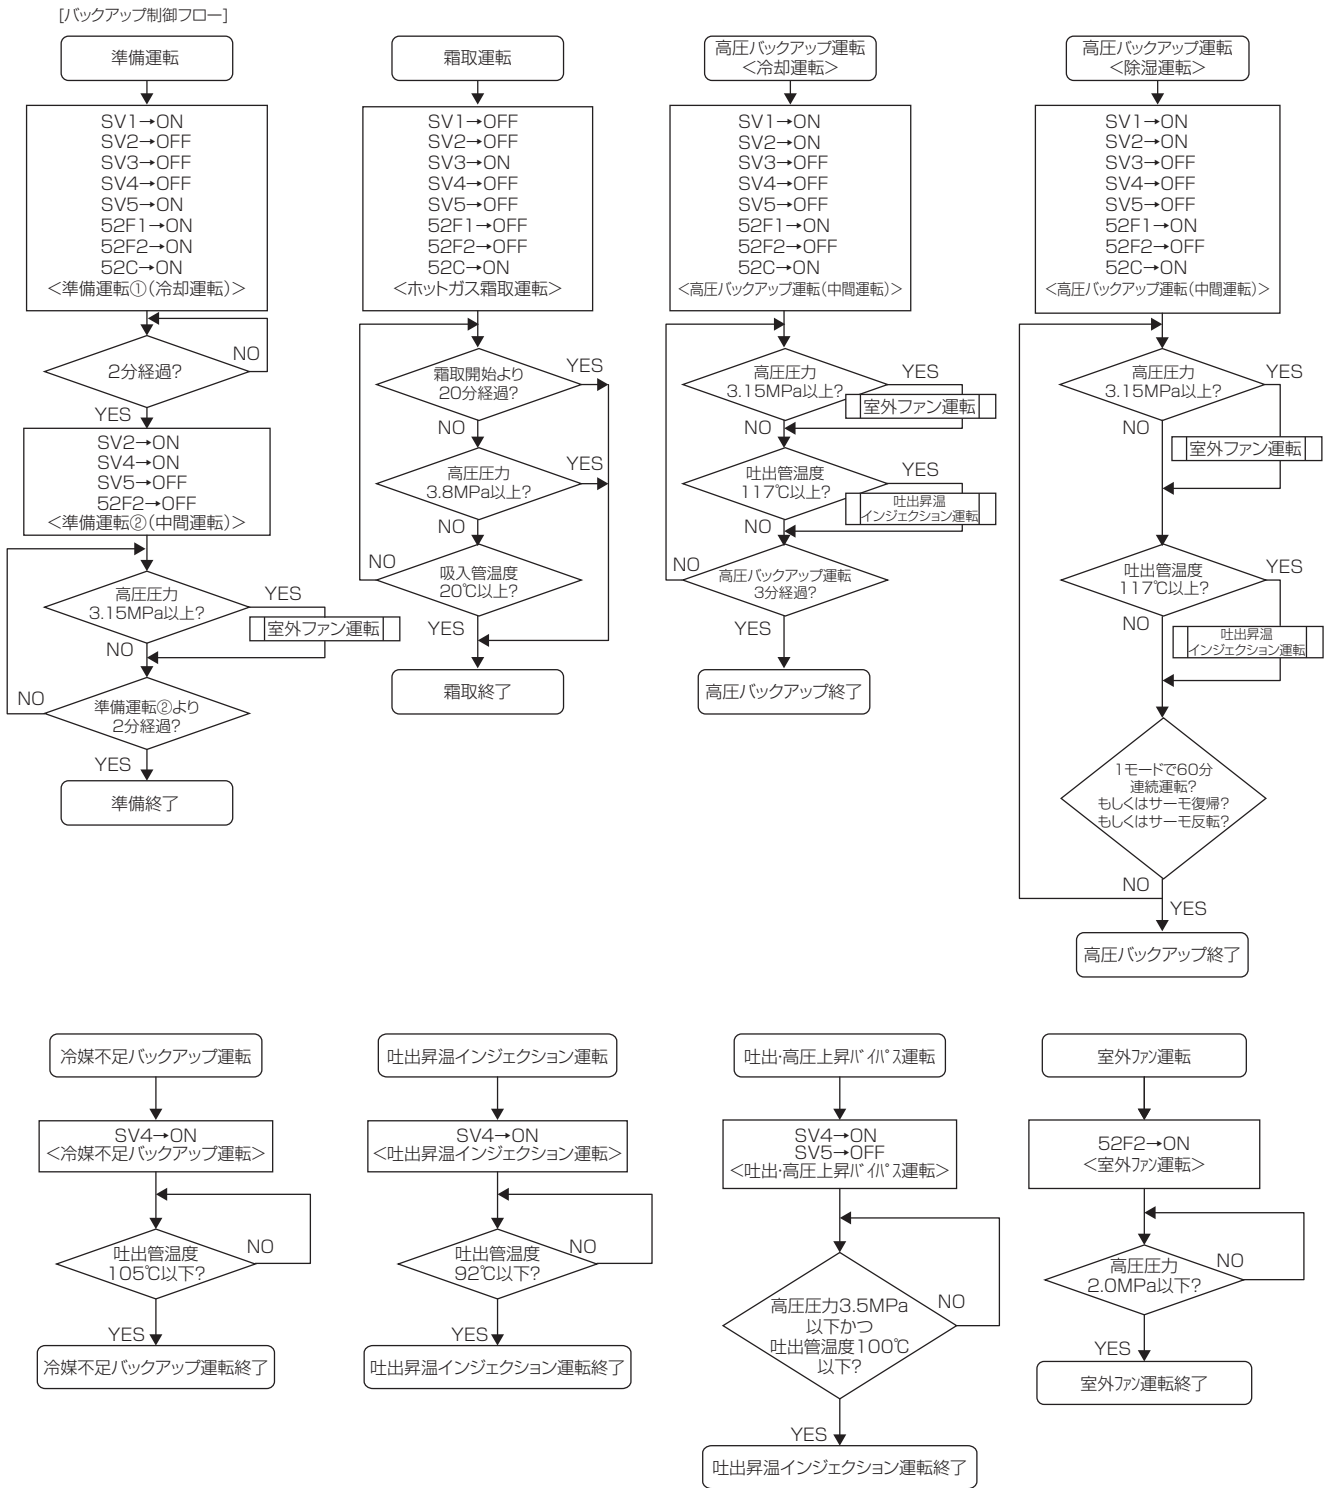 [バックアップ制御フロー]
準備運転
SV1→ON
SV2→OFF
SV3→OFF
SV4→OFF
SV5→ON
52F1→ON
52F2→ON
52C→ON
<準備運転①(冷却運転)>
2分経過?
NO
YES
SV2→ON
SV4→ON
SV5→OFF
52F2→OFF
<準備運転②(中間運転)>
高圧圧力
3.15MPa以上?
YES
室外ファン運転
NO
準備運転②より
2分経過?
NO
YES
準備終了
霜取運転
SV1→OFF
SV2→OFF
SV3→ON
SV4→OFF
SV5→OFF
52F1→OFF
52F2→OFF
52C→ON
<ホットガス霜取運転>
霜取開始より
20分経過?
YES
NO
高圧圧力
3.8MPa以上?
YES
NO
吸入管温度
20℃以上?
NO
YES
霜取終了
高圧バックアップ運転
<冷却運転>
SV1→ON
SV2→ON
SV3→OFF
SV4→OFF
SV5→OFF
52F1→ON
52F2→OFF
52C→ON
<高圧バックアップ運転(中間運転)>
高圧圧力
3.15MPa以上?
YES
室外ファン運転
NO
吐出管温度
117℃以上?
YES
吐出昇温
インジェクション運転
NO
高圧バックアップ運転
3分経過?
NO
YES
高圧バックアップ終了
高圧バックアップ運転
<除湿運転>
SV1→ON
SV2→ON
SV3→OFF
SV4→OFF
SV5→OFF
52F1→ON
52F2→OFF
52C→ON
<高圧バックアップ運転(中間運転)>
高圧圧力
3.15MPa以上?
YES
NO
室外ファン運転
吐出管温度
117℃以上?
YES
NO
吐出昇温
インジェクション運転
1モードで60分
連続運転?
もしくはサーモ復帰?
もしくはサーモ反転?
NO
YES
高圧バックアップ終了
冷媒不足バックアップ運転
SV4→ON
<冷媒不足バックアップ運転>
吐出管温度
105℃以下?
NO
YES
冷媒不足バックアップ運転終了
吐出昇温インジェクション運転
SV4→ON
<吐出昇温インジェクション運転>
吐出管温度
92℃以下?
NO
YES
吐出昇温インジェクション運転終了
吐出・高圧上昇バイパス運転
SV4→ON
SV5→OFF
<吐出・高圧上昇バイパス運転>
高圧圧力3.5MPa
以下かつ
吐出管温度100℃
以下?
NO
YES
吐出昇温インジェクション運転終了
室外ファン運転
52F2→ON
<室外ファン運転>
高圧圧力
2.0MPa以下?
NO
YES
室外ファン運転終了